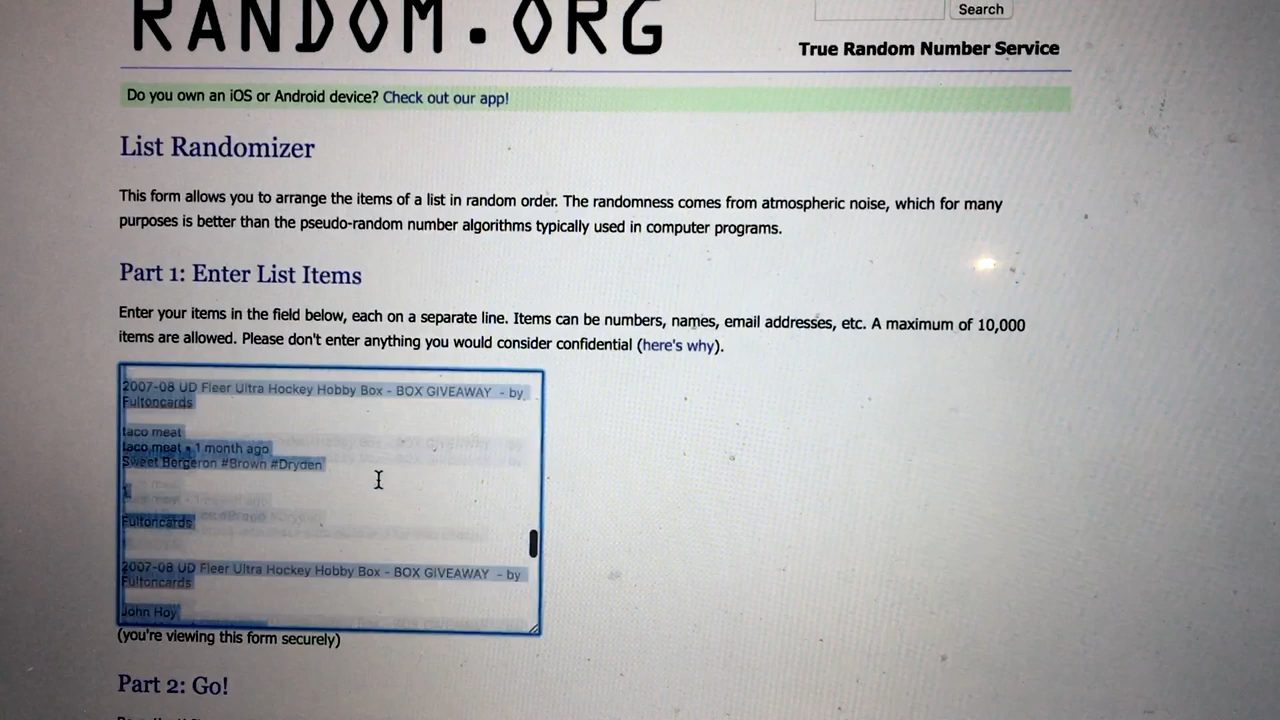 RANDOM.ORG
Search
True Random Number Service
Do you own an iOS or Android device? Check out our app!
List Randomizer
This form allows you to arrange the items of a list in random order. The randomness comes from atmospheric noise, which for many
purposes is better than the pseudo-random number algorithms typically used in computer programs.
Part 1: Enter List Items
Enter your items in the field below, each on a separate line. Items can be numbers, names, email addresses, etc. A maximum of 10,000
items are allowed. Please don't enter anything you would consider confidential (here's why).
2007-08 UD Fleer Ultra Hockey Hobby Box - BOX GIVEAWAY - by
Fultoncards
taco meat
taco meat • 1 month ago
Sweet Bergeron #Brown #Dryden
1
Fultoncards
2007-08 UD Fleer Ultra Hockey Hobby Box - BOX GIVEAWAY - by
Fultoncards
John Hoy
(you're viewing this form securely)
Part 2: Go!